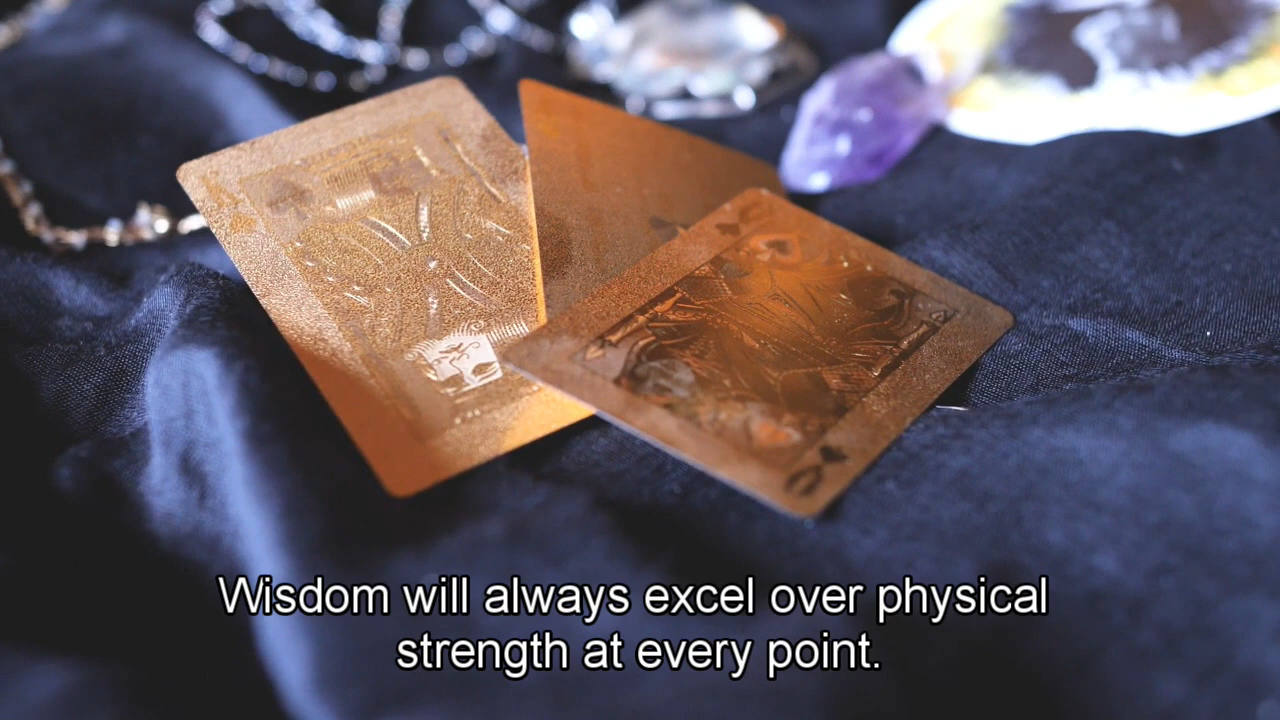 Wisdom will always excel over physical
strength at every point.